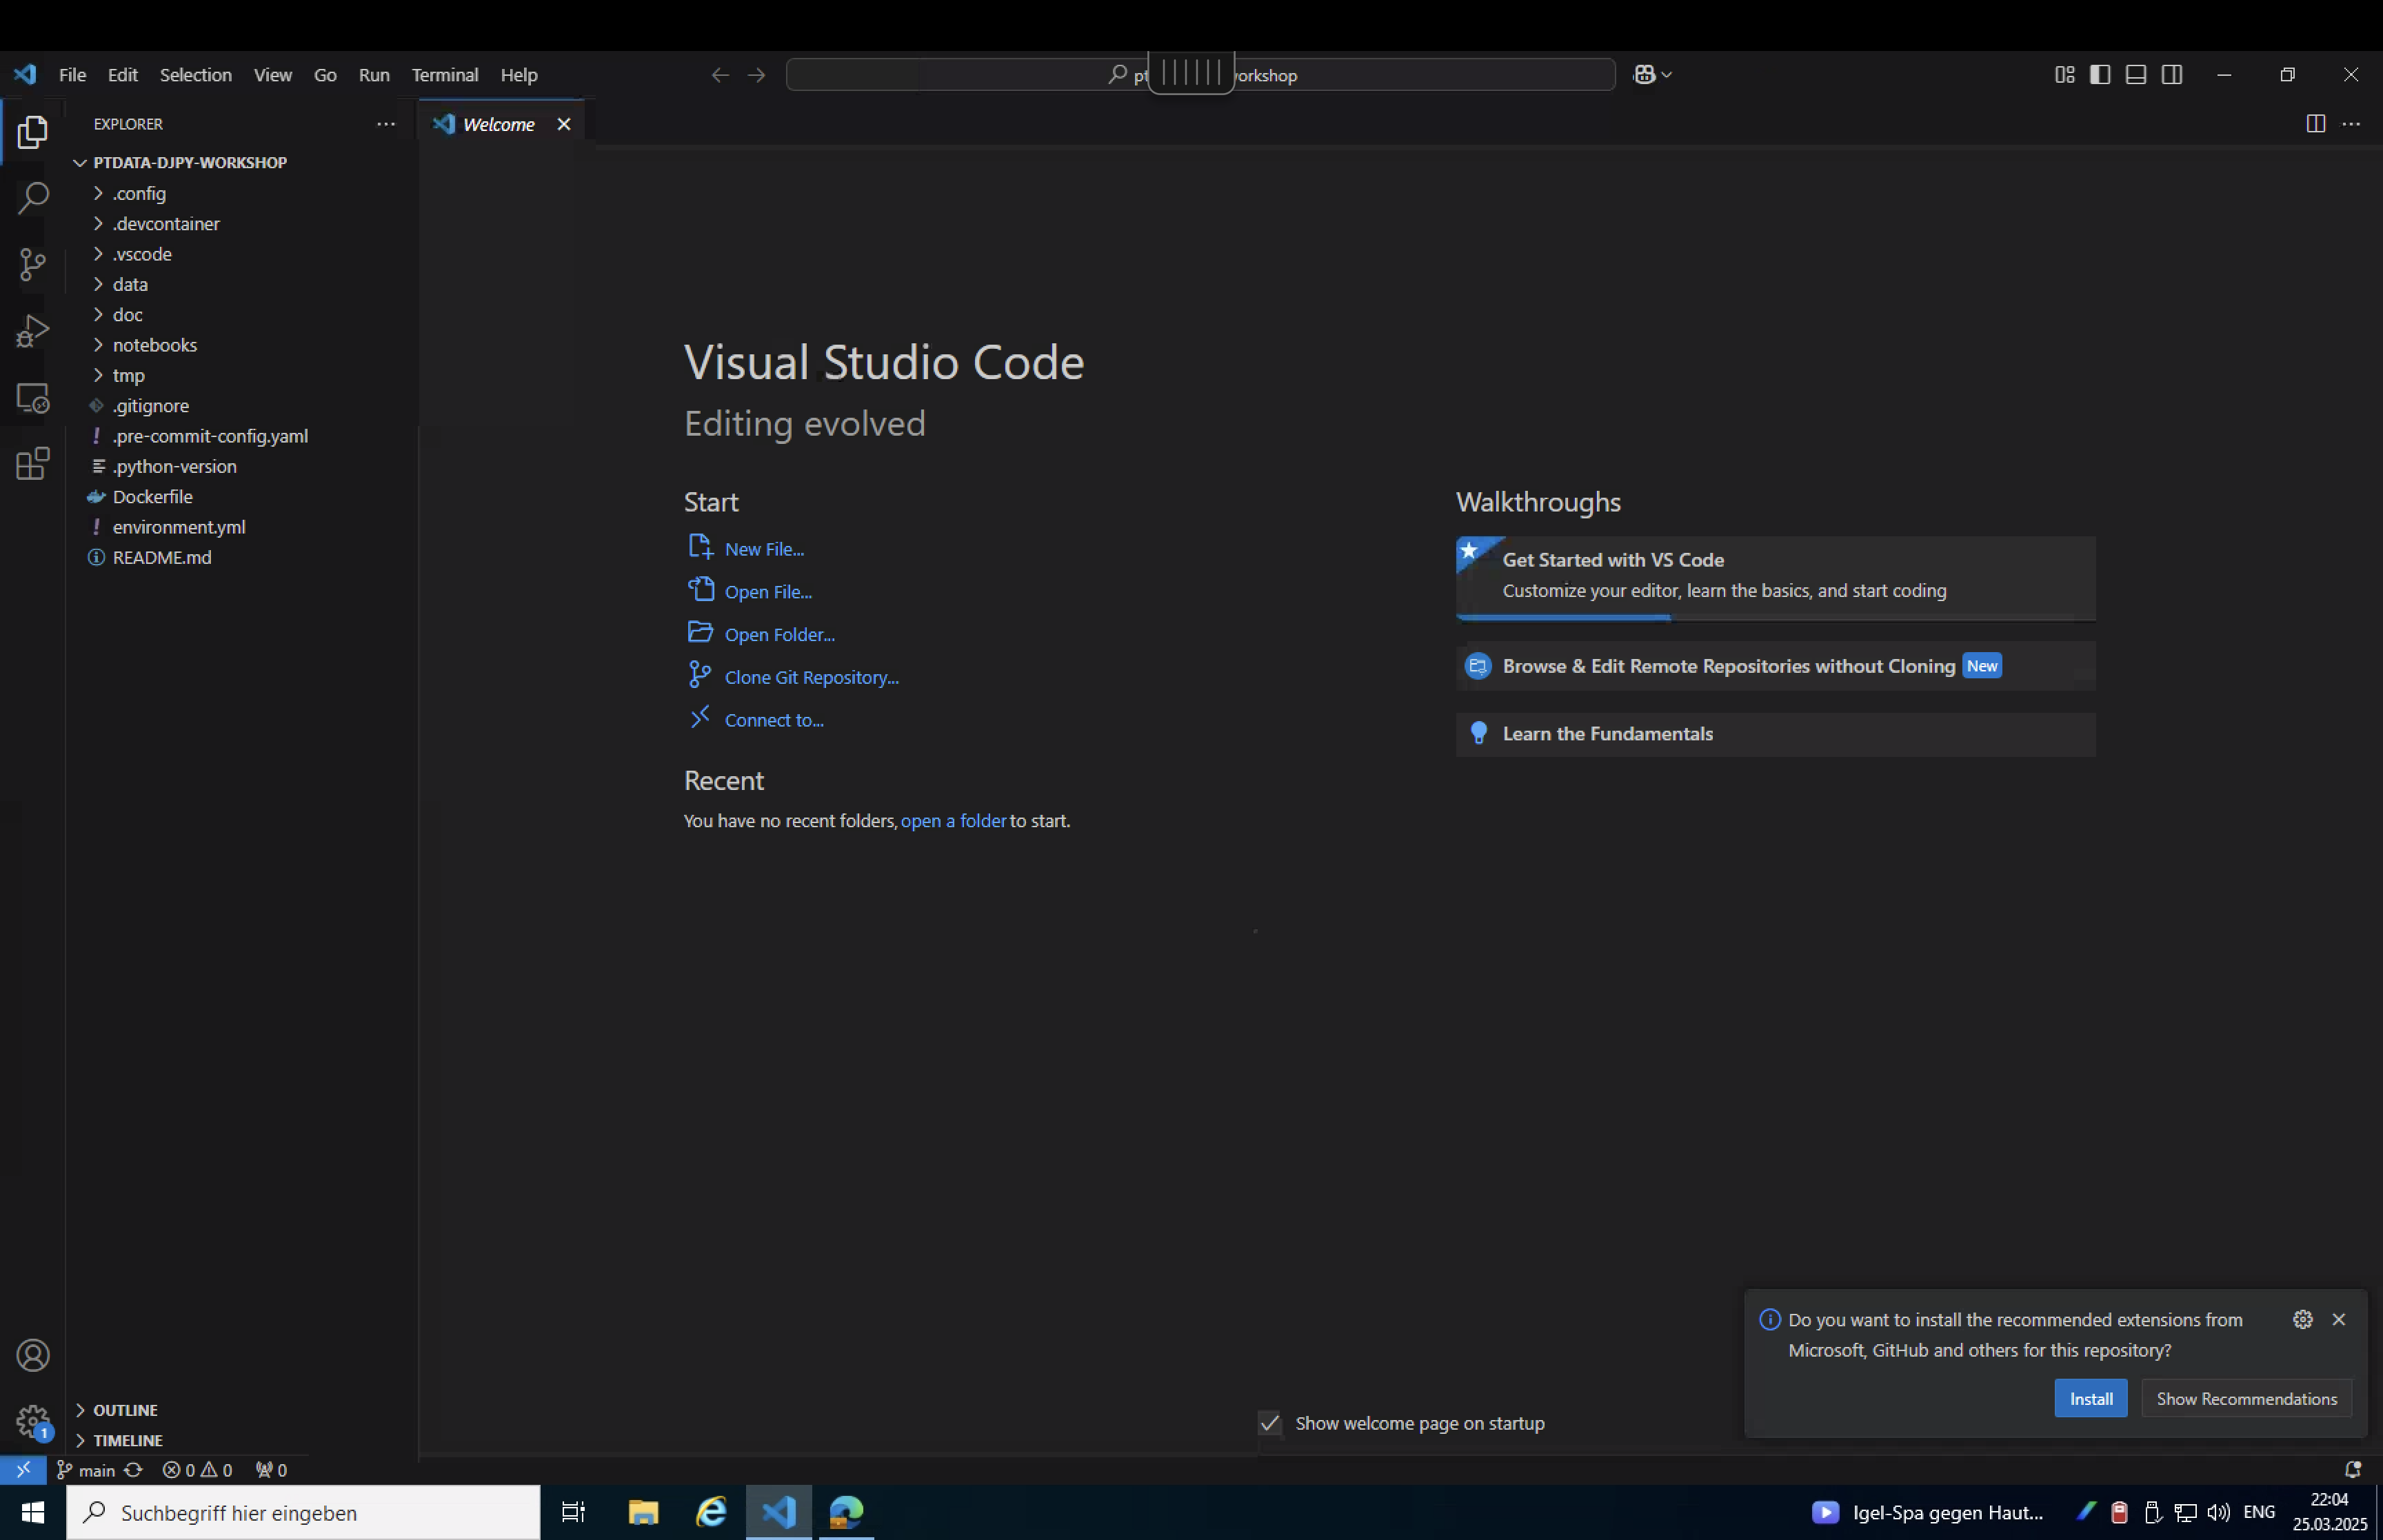 File Edit Selection View Go Run Terminal Help
orkshop
EXPLORER
Welcome
PTDATA-DJPY-WORKSHOP
.config
.devcontainer
.vscode
data
doc
notebooks
tmp
.gitignore
.pre-commit-config.yaml
.python-version
Dockerfile
environment.yml
README.md
OUTLINE
TIMELINE
Visual Studio Code
Editing evolved
Start
New File...
Open File...
Open Folder...
Clone Git Repository...
Connect to...
Recent
You have no recent folders, open a folder to start.
Walkthroughs
Get Started with VS Code
Customize your editor, learn the basics, and start coding
Browse & Edit Remote Repositories without Cloning New
Learn the Fundamentals
Show welcome page on startup
Do you want to install the recommended extensions from
Microsoft, GitHub and others for this repository?
Install Show Recommendations
1
main 0 0 0
Suchbegriff hier eingeben
Igel-Spa gegen Haut...
ENG
22:04
25.03.2025